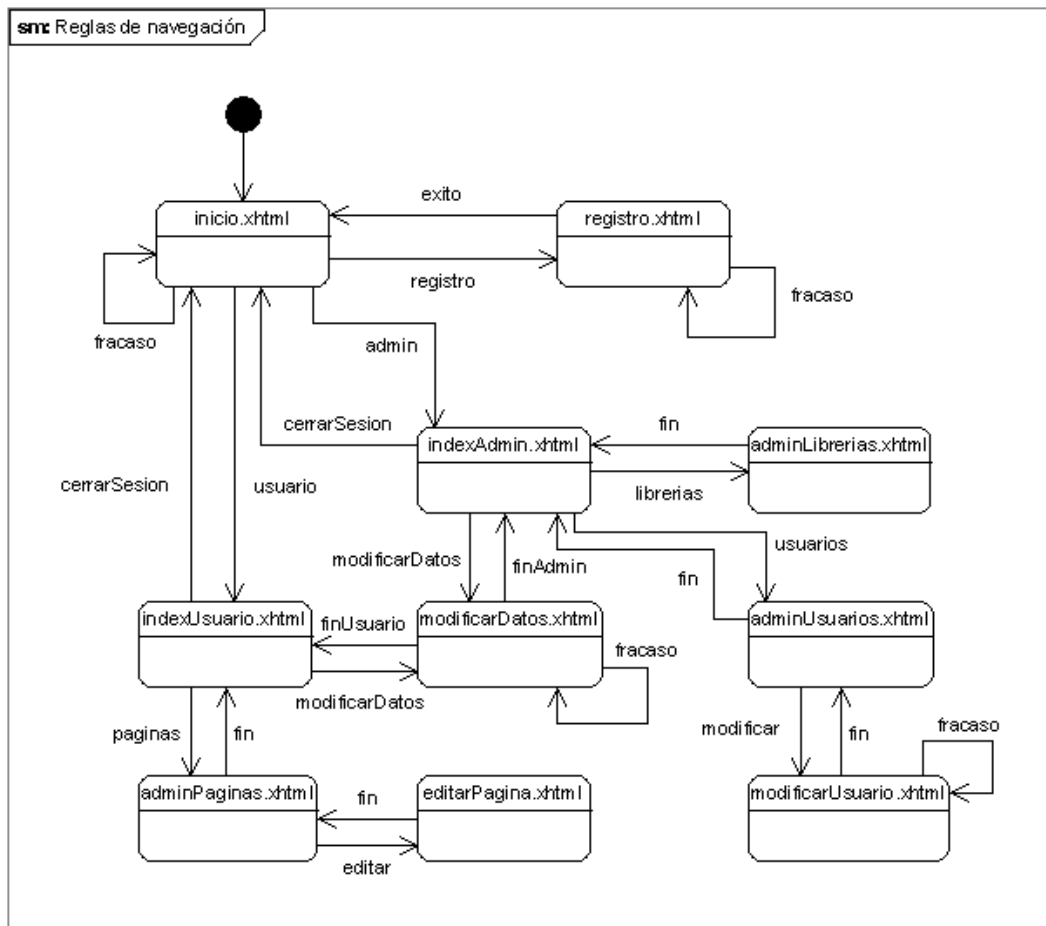 sm: Reglas de navegación
exito
inicio.xhtml
registro.xhtml
registro
fracaso
fracaso
admin
cerrarSesion
fin
indexAdmin.xhtml
adminLibrerias.xhtml
cerrarSesion
usuario
librerias
usuarios
modificarDatos
finAdmin
fin
indexUsuario.xhtml
finUsuario
modificarDatos.xhtml
adminUsuarios.xhtml
fracaso
modificarDatos
paginas
fin
modificar
fin
fracaso
adminPaginas.xhtml
fin
editarPagina.xhtml
modificarUsuario.xhtml
editar